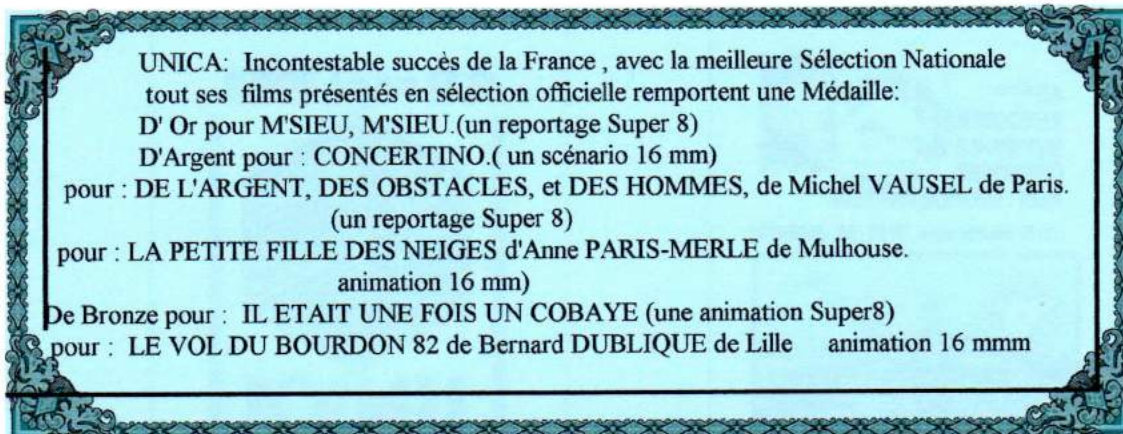 UNICA: Incontestable succès de la France , avec la meilleure Sélection Nationale
tout ses films présentés en sélection officielle remportent une Médaille:
D' Or pour M'SIEU, M'SIEU.(un reportage Super 8)
D'Argent pour : CONCERTINO.( un scénario 16 mm)
pour : DE L'ARGENT, DES OBSTACLES, et DES HOMMES, de Michel VAUSEL de Paris.
(un reportage Super 8)
pour : LA PETITE FILLE DES NEIGES d'Anne PARIS-MERLE de Mulhouse.
animation 16 mm)
De Bronze pour : IL ETAIT UNE FOIS UN COBAYE (une animation Super8)
pour : LE VOL DU BOURDON 82 de Bernard DUBLIQUE de Lille animation 16 mmm